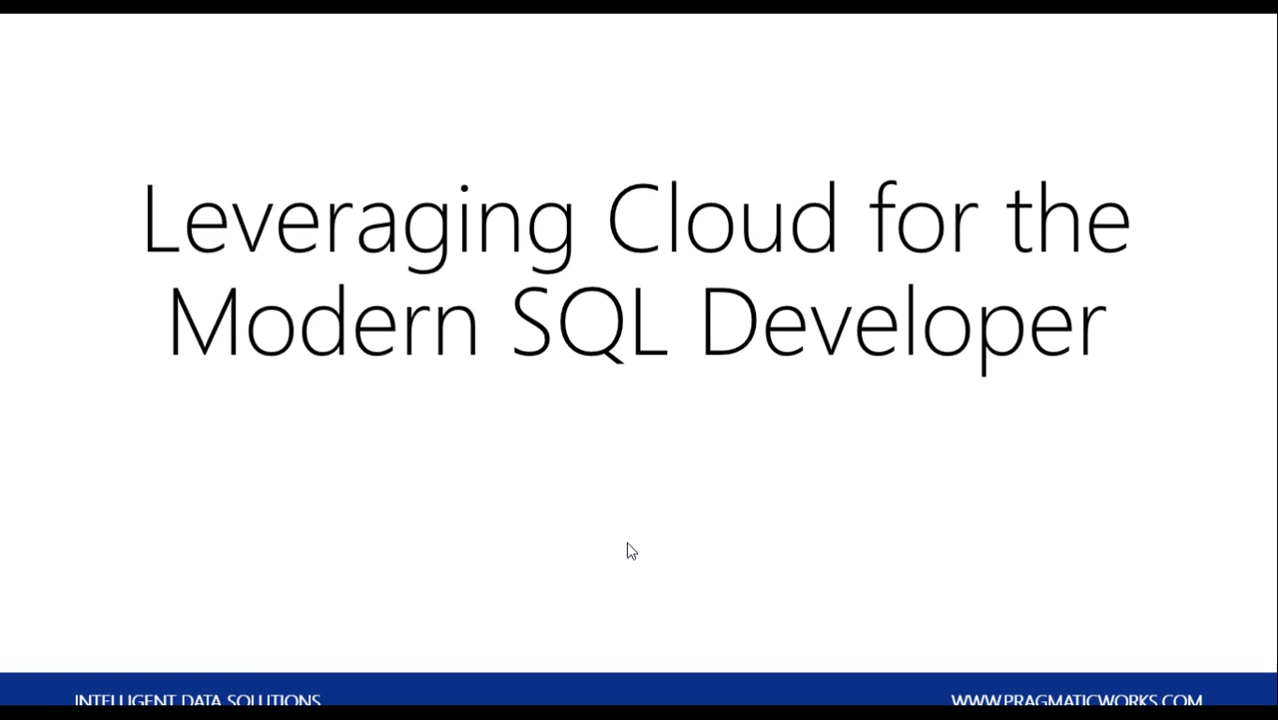 Leveraging Cloud for the
Modern SQL Developer
INTELLIGENT DATA SOLUTIONS
WWW.PRAGMATICWORKS.COM